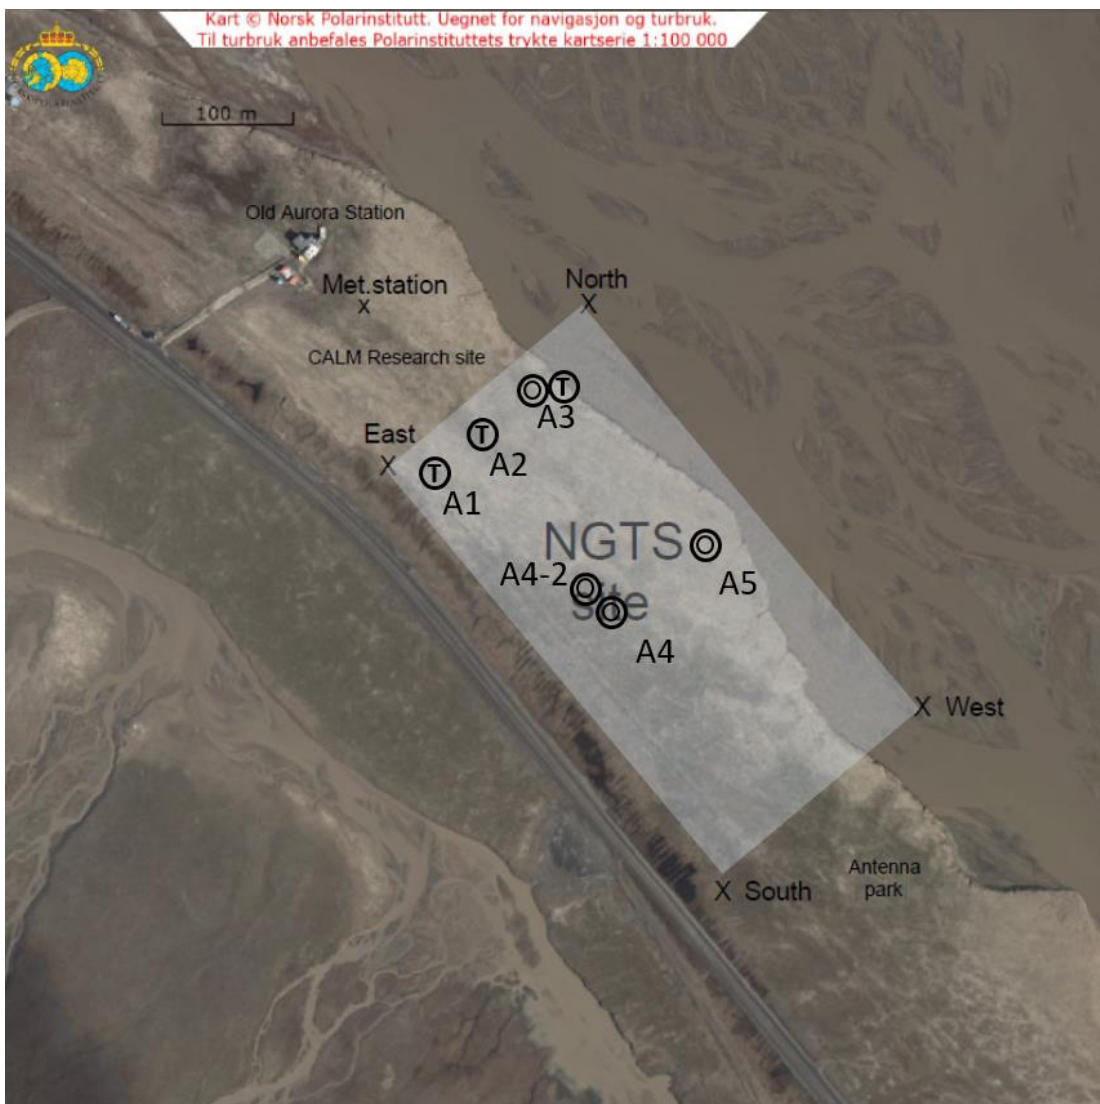 Kart © Norsk Polarinstitutt. Uegnet for navigasjon og turbruk.
Til turbruk anbefales Polarinstituttets trykte kartserie 1:100 000
100 m
Old Aurora Station
Met.station
X
North
X
CALM Research site
T
A3
East
X
T
A2
T
A1
NGTS
site
A5
A4-2
A4
X West
X South
Antenna
park